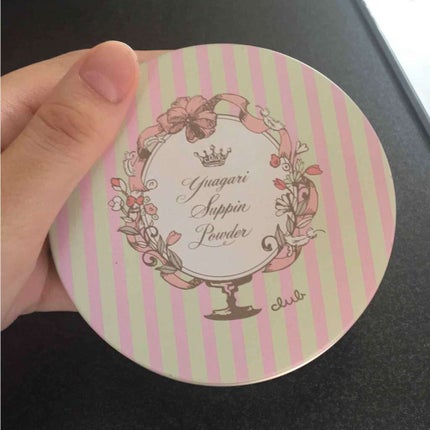 Yuagari
Suppin
Powder
club